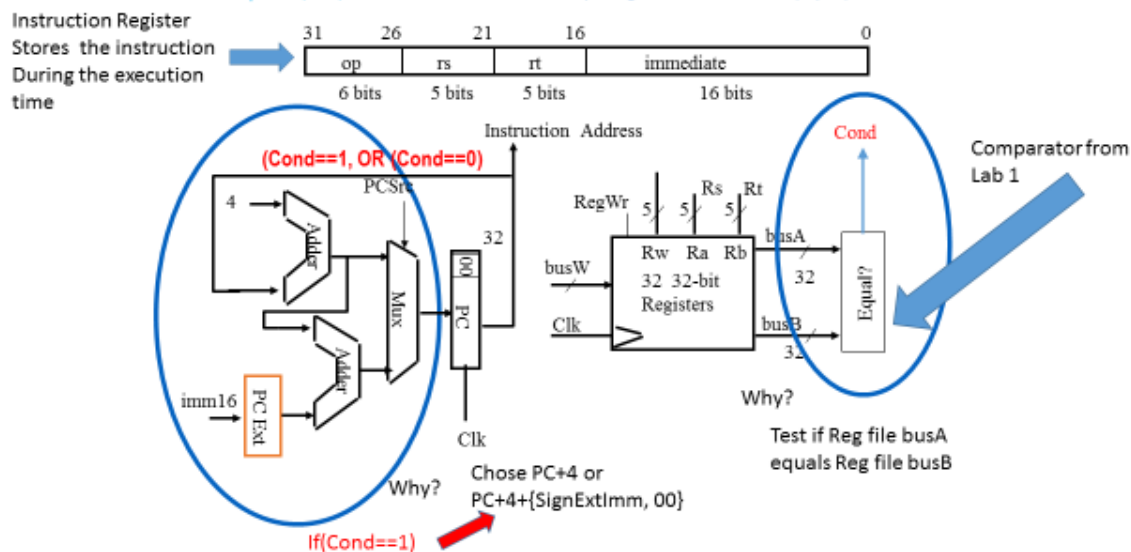 Instruction Register
Stores the instruction
During the execution
time
31 26 21 16 0
op rs rt immediate
6 bits 5 bits 5 bits 16 bits
Instruction Address
Cond
(Cond==1, OR (Cond==0)
Comparator from
Lab 1
PCSrc
4
Adder
32
00
PC
Mux
Adder
imm16
PC Ext
Clk
Rs Rt
RegWr 5 5 5
Rw Ra Rb
busA
busW
32 32-bit
Registers
32
Equal?
Clk
busB
32
Why?
Test if Reg file busA
equals Reg file busB
Why?
Chose PC+4 or
PC+4+{SignExtImm, 00}
If(Cond==1)